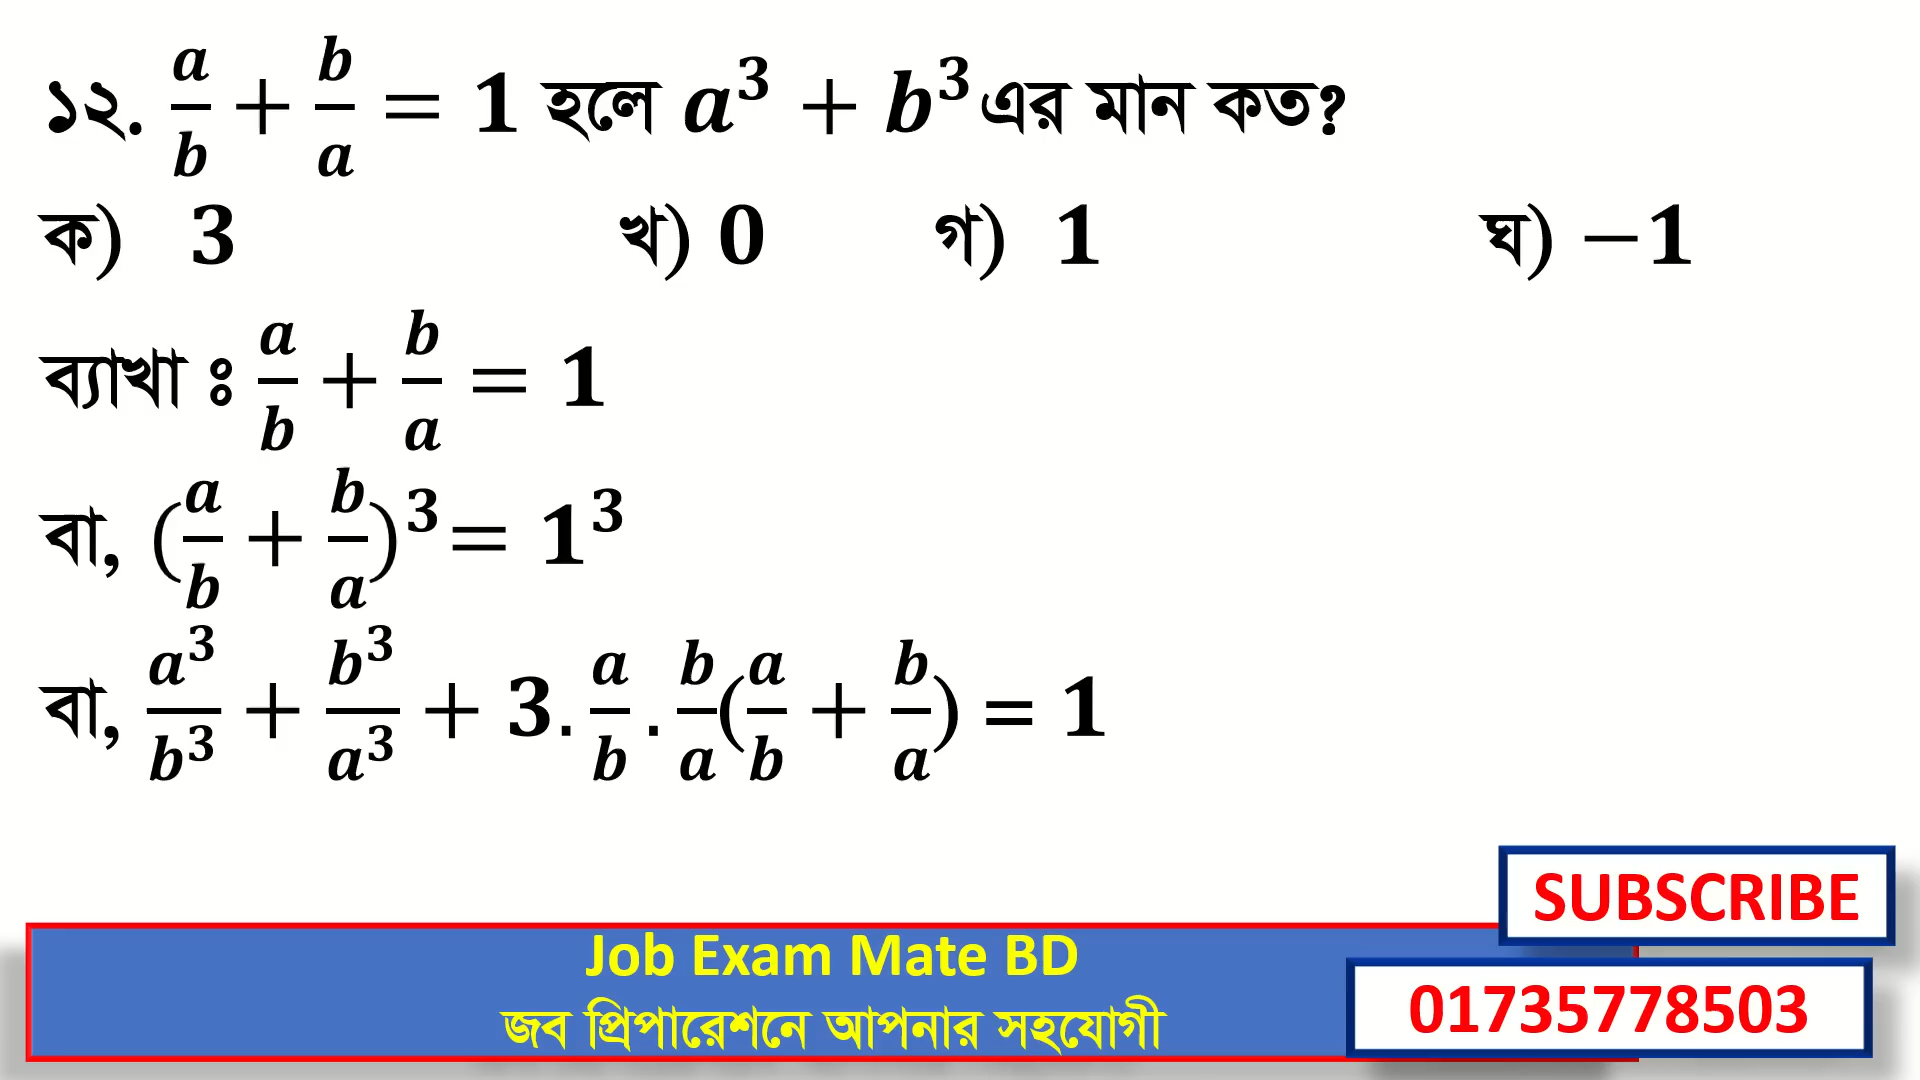 ১২. a/b + b/a = 1 হলে a³ + b³ এর মান কত?
ক) 3 খ) 0 গ) 1 ঘ) −1
ব্যাখা ঃ a/b + b/a = 1
বা, (a/b + b/a)³ = 1³
বা, a³/b³ + b³/a³ + 3. a/b . b/a (a/b + b/a) = 1
SUBSCRIBE
Job Exam Mate BD
জব প্রিপারেশনে আপনার সহযোগী
01735778503